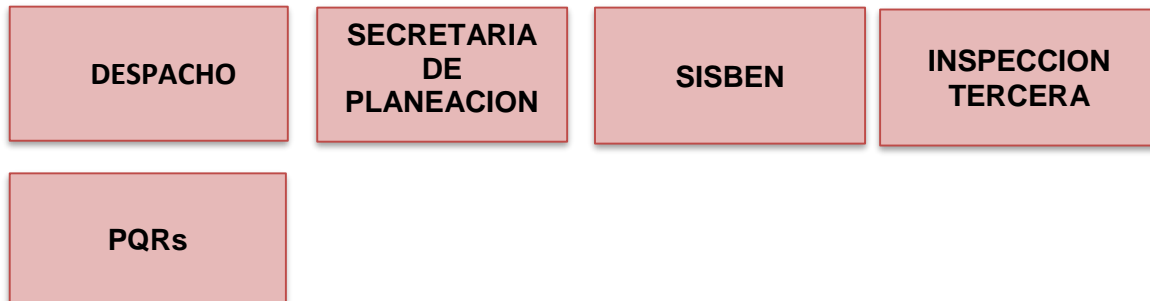 DESPACHO
SECRETARIA
DE
PLANEACION
SISBEN
INSPECCION
TERCERA
PQRs